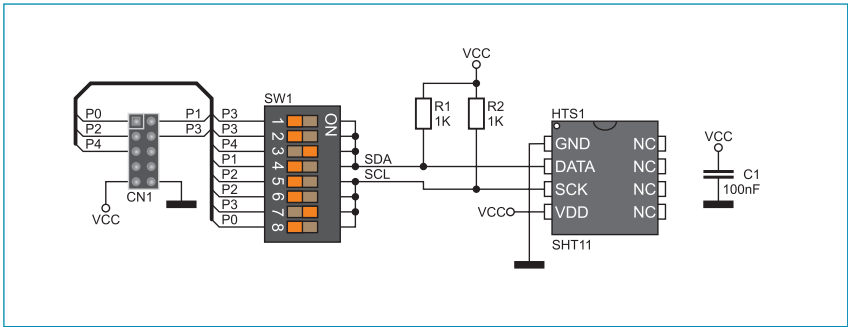 P0
P2
P4
P1
P3
CN1
VCC
P3
P3
P4
P1
P2
P2
P3
P0
SW1
ON
1
2
3
4
5
6
7
8
SDA
SCL
VCC
R1
1K
R2
1K
HTS1
GND
DATA
SCK
VDD
NC
NC
NC
NC
VCC
SHT11
VCC
C1
100nF